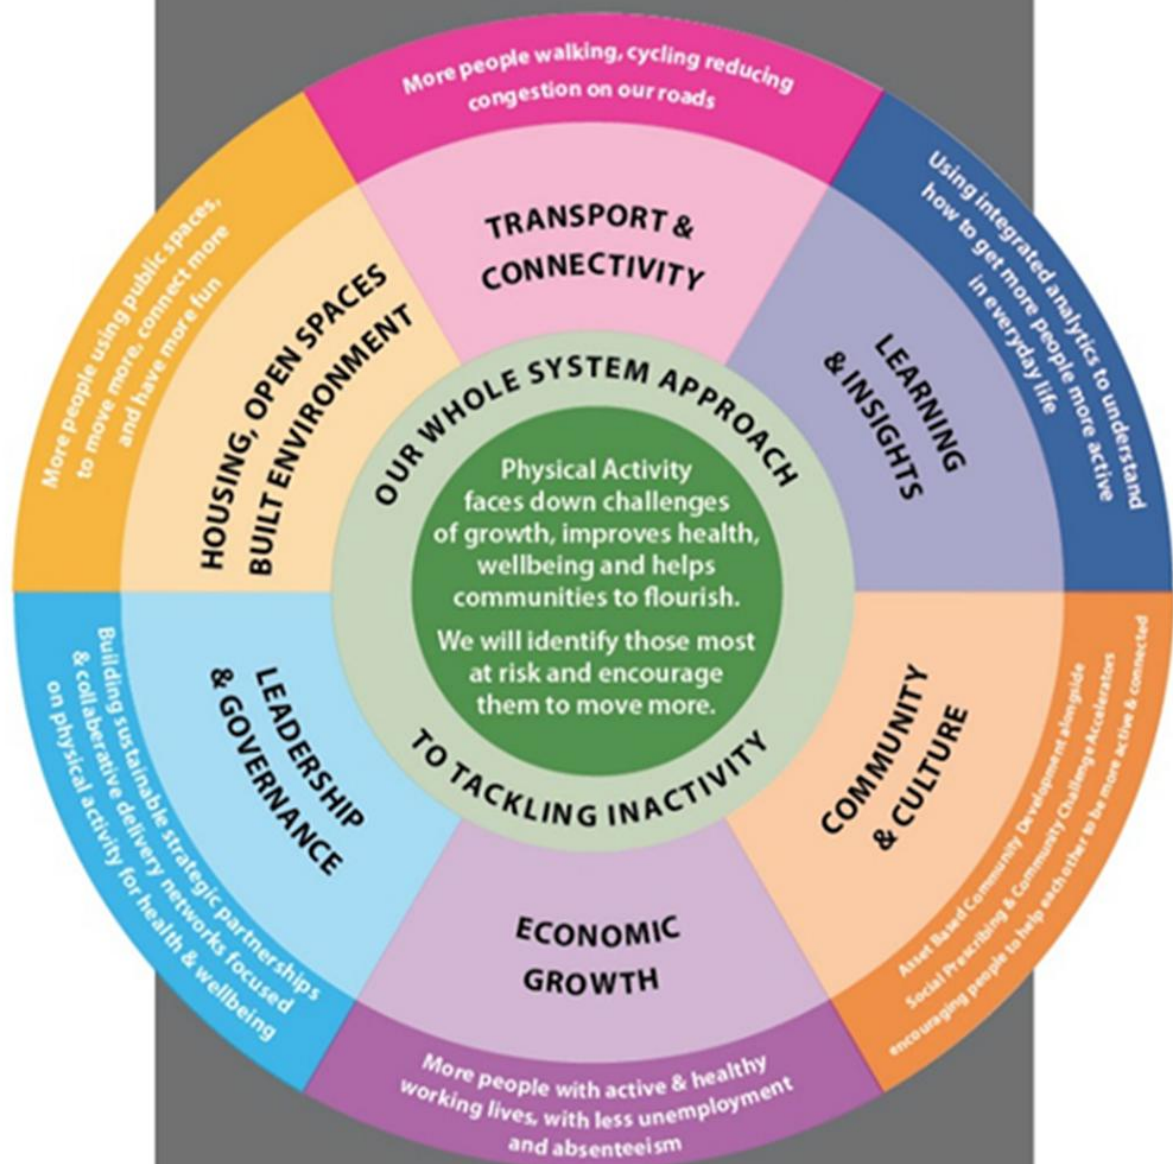 More people walking, cycling reducing
congestion on our roads
TRANSPORT &
CONNECTIVITY
Using integrated analytics to understand
how to get more people more active
in everyday life
LEARNING
& INSIGHTS
Asset Based Community Development alongside
Social Prescribing & Community Challenge Accelerators
encouraging people to help each other to be more active & connected
COMMUNITY
& CULTURE
ECONOMIC
GROWTH
More people with active & healthy
working lives, with less unemployment
and absenteeism
Building sustainable strategic partnerships
& collaborative delivery networks focused
on physical activity for health & wellbeing
LEADERSHIP
& GOVERNANCE
More people using public spaces,
to move more, connect more
and have more fun
HOUSING, OPEN SPACES
BUILT ENVIRONMENT
OUR WHOLE SYSTEM APPROACH
TO TACKLING INACTIVITY
Physical Activity
faces down challenges
of growth, improves health,
wellbeing and helps
communities to flourish.
We will identify those most
at risk and encourage
them to move more.